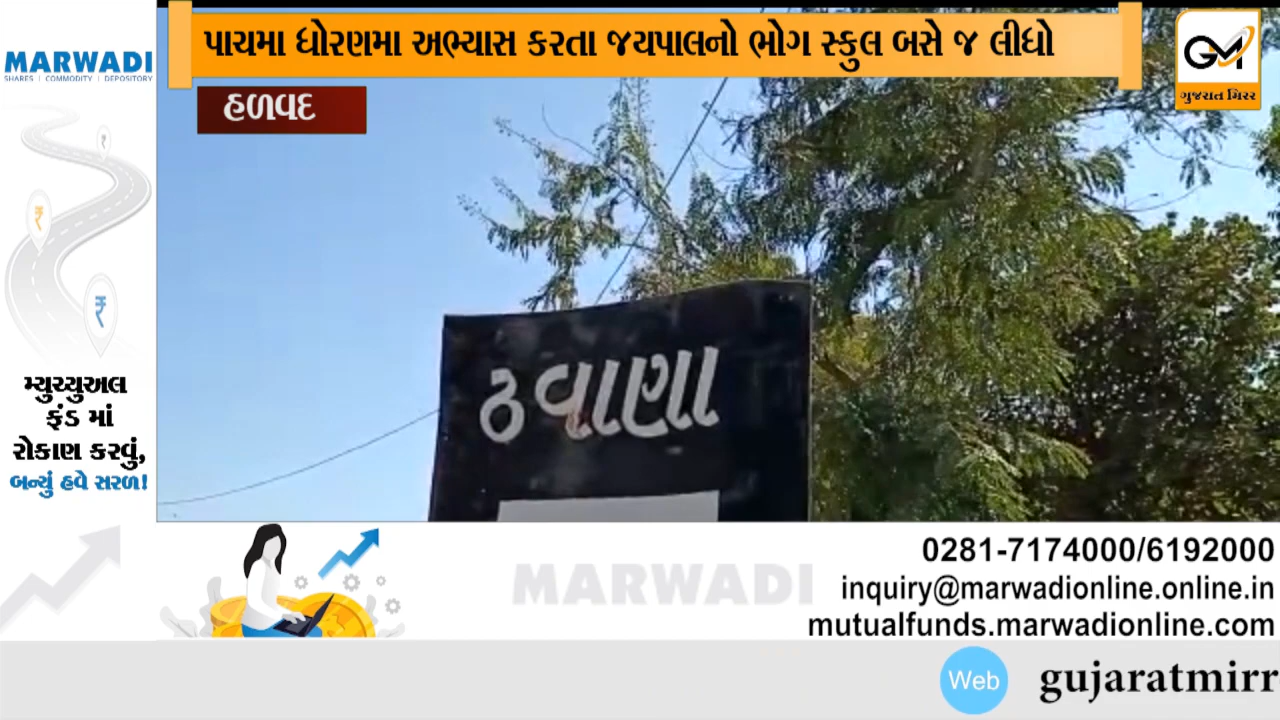 પાચમા ધોરણમા અભ્યાસ કરતા જયપાલનો ભોગ સ્કુલ બસે જ લીધો
GM
ગુજરાત મિરર
MARWADI
SHARES | COMMODITY | DEPOSITORY
હળવદ
ઠવાણા
મ્યુચ્યુઅલ
ફંડ માં
રોકાણ કરવું,
બન્યું હવે સરળ!
MARWADI
0281-7174000/6192000
inquiry@marwadionline.online.in
mutualfunds.marwadionline.com
Web gujaratmirr